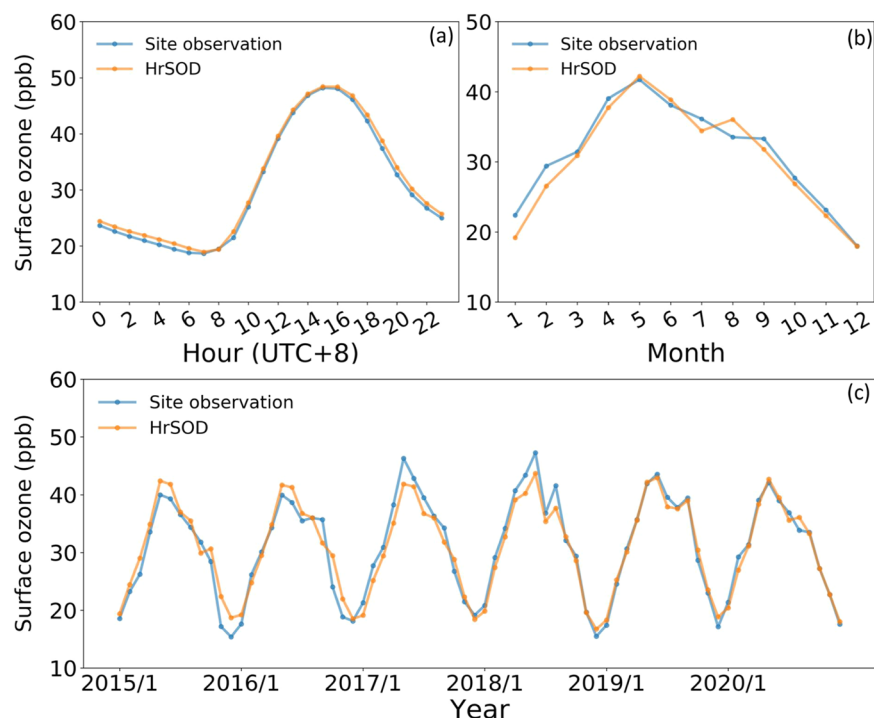 (a)
Site observation
HrSOD
Surface ozone (ppb)
60
50
40
30
20
10
0 2 4 6 8 10 12 14 16 18 20 22
Hour (UTC+8)
(b)
Site observation
HrSOD
50
40
30
20
10
1 2 3 4 5 6 7 8 9 10 11 12
Month
(c)
Site observation
HrSOD
Surface ozone (ppb)
60
50
40
30
20
10
2015/1 2016/1 2017/1 2018/1 2019/1 2020/1
Year